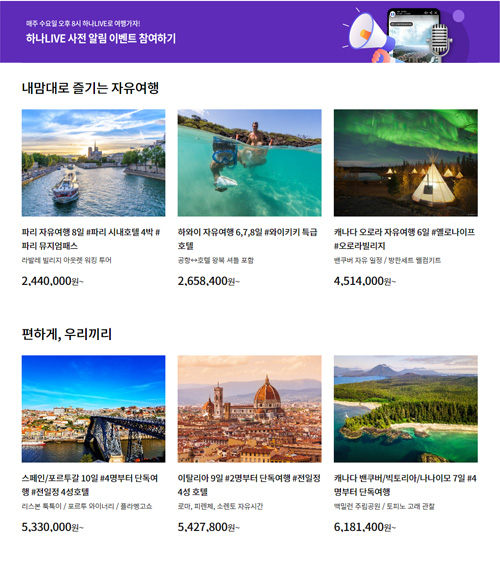 매주 수요일 오후 8시 하나LIVE로 여행가자!
하나LIVE 사전 알림 이벤트 참여하기
내맘대로 즐기는 자유여행
파리 자유여행 8일 #파리 시내호텔 4박 #
파리 뮤지엄패스
라발레 빌리지 아웃렛 워킹 투어
2,440,000원~
하와이 자유여행 6,7,8일 #와이키키 특급
호텔
공항↔호텔 왕복 셔틀 포함
2,658,400원~
캐나다 오로라 자유여행 6일 #옐로나이프
#오로라빌리지
밴쿠버 자유 일정 / 방한세트 웰컴키트
4,514,000원~
편하게, 우리끼리
스페인/포르투갈 10일 #4명부터 단독여
행 #전일정 4성호텔
리스본 툭툭이 / 포르투 와이너리 / 플라멩고쇼
5,330,000원~
이탈리아 9일 #2명부터 단독여행 #전일정
4성 호텔
로마, 피렌체, 소렌토 자유시간
5,427,800원~
캐나다 밴쿠버/빅토리아/나나이모 7일 #4
명부터 단독여행
맥밀런 주립공원 / 토피노 고래 관찰
6,181,400원~